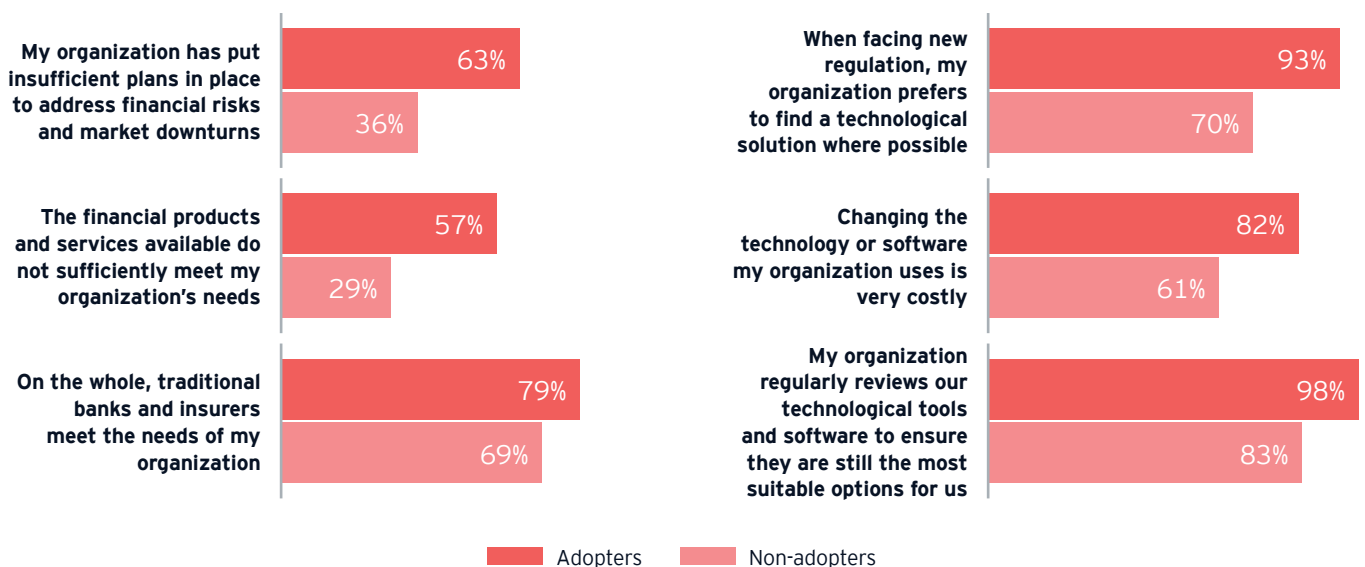 My organization has put
insufficient plans in place
to address financial risks
and market downturns
63%
36%
The financial products
and services available do
not sufficiently meet my
organization's needs
57%
29%
On the whole, traditional
banks and insurers
meet the needs of my
organization
79%
69%
When facing new
regulation, my
organization prefers
to find a technological
solution where possible
93%
70%
Changing the
technology or software
my organization uses is
very costly
82%
61%
My organization
regularly reviews our
technological tools
and software to ensure
they are still the most
suitable options for us
98%
83%
Adopters
Non-adopters